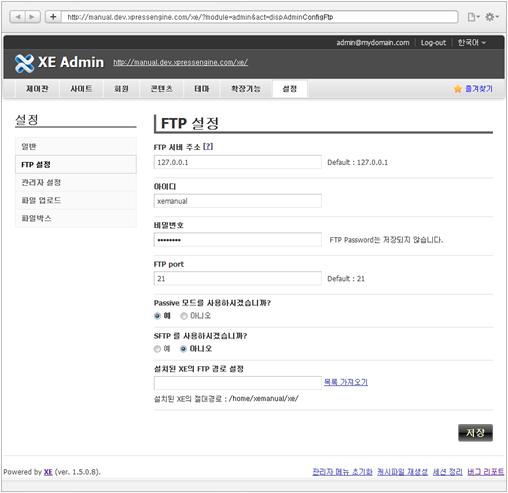 http://manual.dev.xpressengine.org/xe/?module=admin&act=dispAdminConfigFtp
admin@mydomain.com Log-out 한국어
XE Admin http://manual.dev.xpressengine.org/xe/
제어판 사이트 회원 콘텐츠 테마 확장기능 설정 즐겨찾기
설정
일반
FTP 설정
관리자 설정
파일 업로드
파일박스
FTP 설정
FTP 서버 주소 [?]
127.0.0.1 Default : 127.0.0.1
아이디
xemanual
비밀번호
•••••••• FTP Password는 저장되지 않습니다.
FTP port
21 Default : 21
Passive 모드를 사용하시겠습니까?
예 아니오
SFTP 를 사용하시겠습니까?
예 아니오
설치된 XE의 FTP 경로 설정
목록 가져오기
설치된 XE의 절대경로 : /home/xemanual/xe/
저장
Powered by XE (ver. 1.5.0.8). 관리자 메뉴 초기화 캐시파일 재생성 세션 정리 버그 리포트